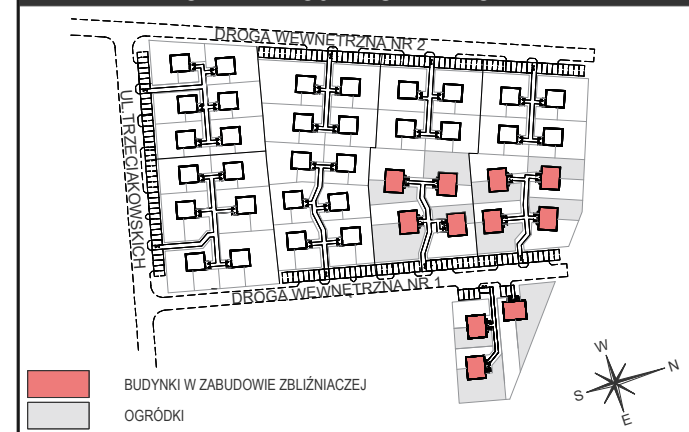 DROGA WEWNĘTRZNA NR 2
UL. TRZECIAKOWSKICH
DROGA WEWNĘTRZNA NR 1
BUDYNKI W ZABUDOWIE ZBLIŹNIACZEJ
OGRÓDKI
W
N
S
E